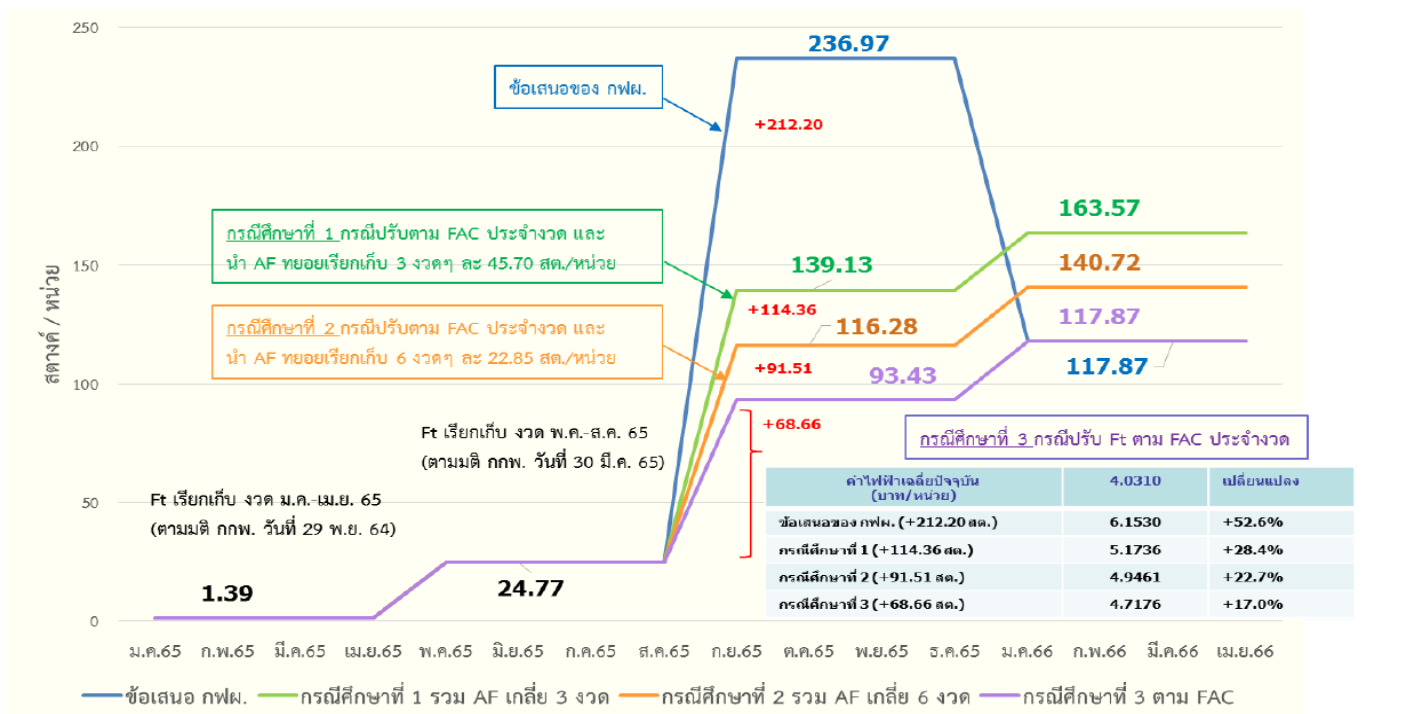 250
200
150
100
50
0
สตางค์ / หน่วย
236.97
ข้อเสนอของ กฟผ.
+212.20
กรณีศึกษาที่ 1 กรณีปรับตาม FAC ประจำงวด และ
นำ AF ทยอยเรียกเก็บ 3 งวดๆ ละ 45.70 สต./หน่วย
163.57
139.13
140.72
+114.36
กรณีศึกษาที่ 2 กรณีปรับตาม FAC ประจำงวด และ
นำ AF ทยอยเรียกเก็บ 6 งวดๆ ละ 22.85 สต./หน่วย
116.28
117.87
+91.51
93.43
117.87
+68.66
Ft เรียกเก็บ งวด พ.ค.-ส.ค. 65
(ตามมติ กกพ. วันที่ 30 มี.ค. 65)
กรณีศึกษาที่ 3 กรณีปรับ Ft ตาม FAC ประจำงวด
Ft เรียกเก็บ งวด ม.ค.-เม.ย. 65
(ตามมติ กกพ. วันที่ 29 พ.ย. 64)
1.39
24.77
ค่าไฟฟ้าเฉลี่ยปัจจุบัน 4.0310 เปลี่ยนแปลง
(บาท/หน่วย)
ข้อเสนอของ กฟผ. (+212.20 สต.) 6.1530 +52.6%
กรณีศึกษาที่ 1 (+114.36 สต.) 5.1736 +28.4%
กรณีศึกษาที่ 2 (+91.51 สต.) 4.9461 +22.7%
กรณีศึกษาที่ 3 (+68.66 สต.) 4.7176 +17.0%
ม.ค.65 ก.พ.65 มี.ค.65 เม.ย.65 พ.ค.65 มิ.ย.65 ก.ค.65 ส.ค.65 ก.ย.65 ต.ค.65 พ.ย.65 ธ.ค.65 ม.ค.66 ก.พ.66 มี.ค.66 เม.ย.66
ข้อเสนอ กฟผ. กรณีศึกษาที่ 1 รวม AF เกลี่ย 3 งวด กรณีศึกษาที่ 2 รวม AF เกลี่ย 6 งวด กรณีศึกษาที่ 3 ตาม FAC